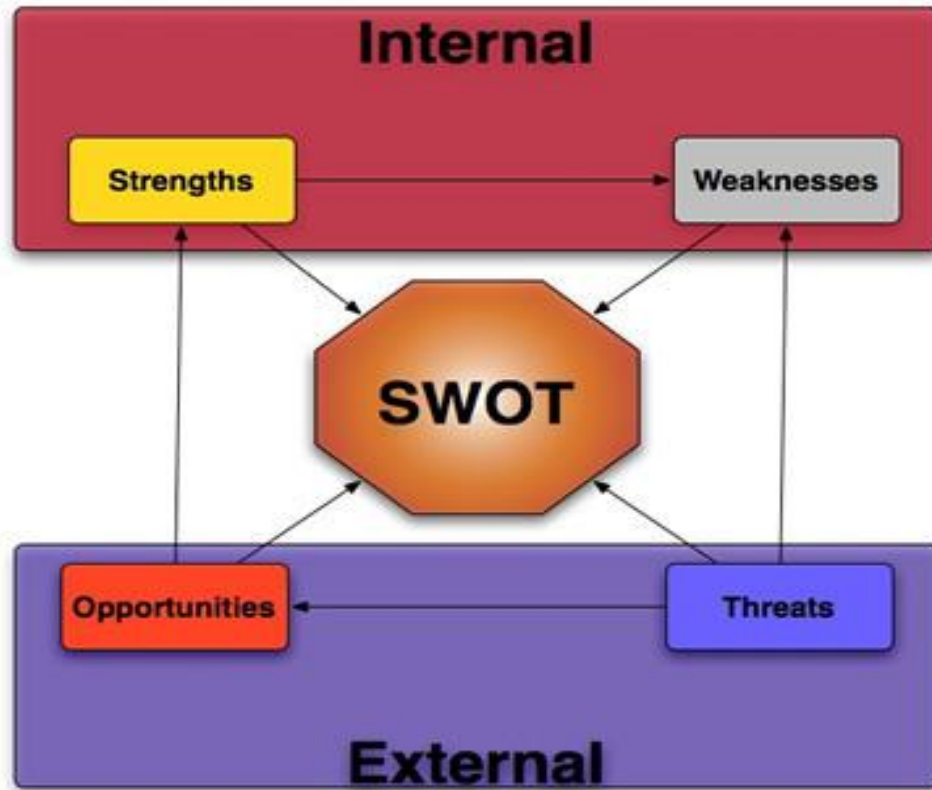 Internal
Strengths
Weaknesses
SWOT
Opportunities
Threats
External